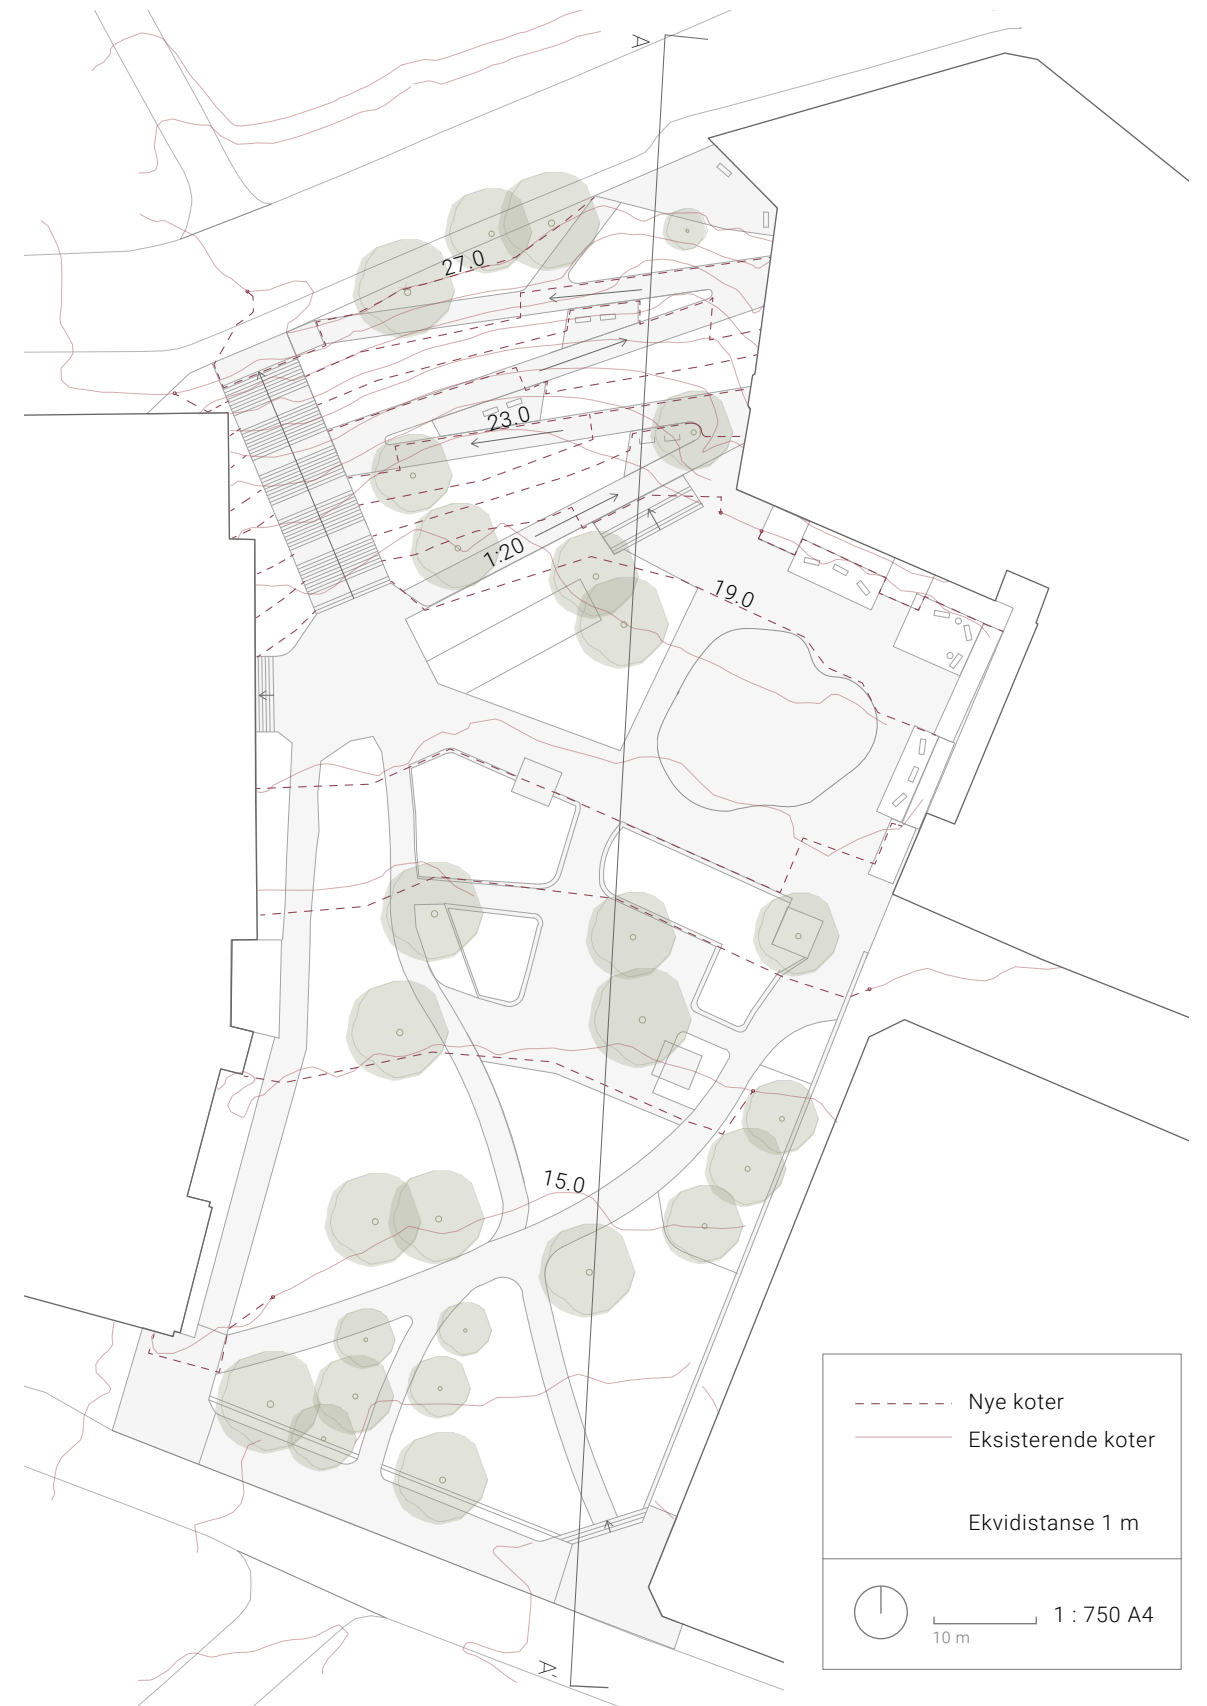 A
27.0
23.0
1:20
19.0
15.0
Nye koter
Eksisterende koter
Ekvidistanse 1 m
1 : 750 A4
10 m
A'